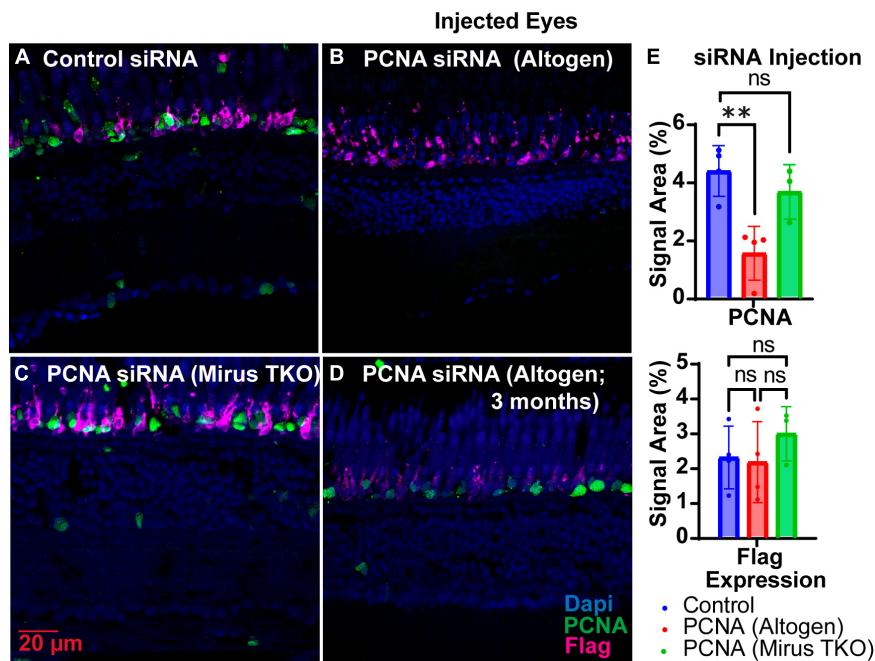 Injected Eyes
A Control siRNA
B PCNA siRNA (Altogen)
C PCNA siRNA (Mirus TKO)
20 µm
D PCNA siRNA (Altogen;
3 months)
Dapi
PCNA
Flag
E siRNA Injection
ns
**
6
4
2
0
Signal Area (%)
PCNA
ns
ns ns
5
4
3
2
1
0
Signal Area (%)
Flag
Expression
Control
PCNA (Altogen)
PCNA (Mirus TKO)